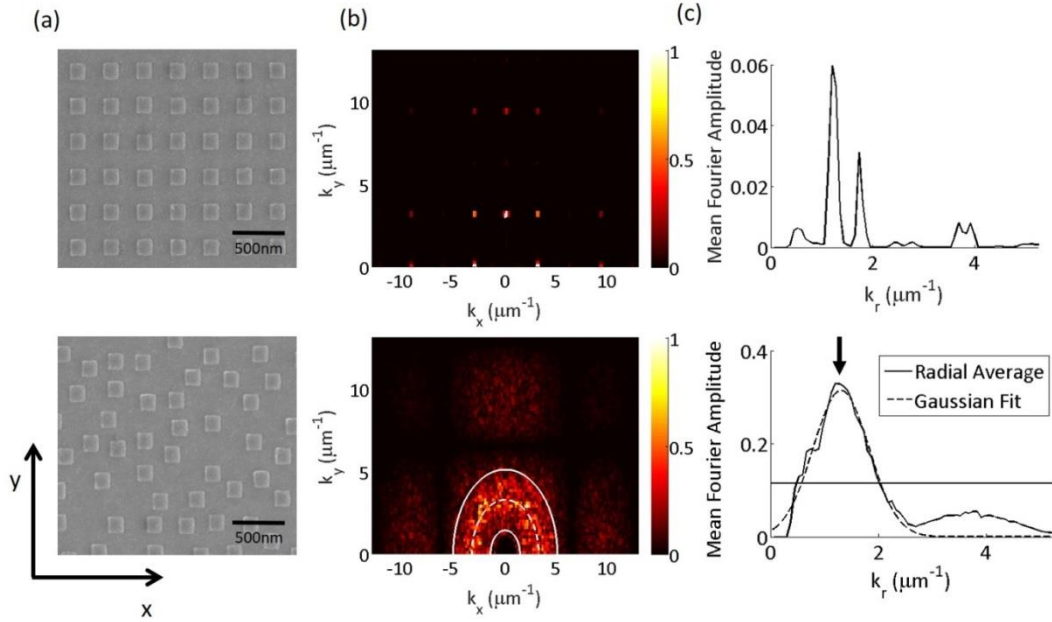 (a)
(b)
(c)
500nm
k_y (μm⁻¹)
10
5
0
-10 -5 0 5 10
k_x (μm⁻¹)
1
0.5
0
Mean Fourier Amplitude
0.06
0.04
0.02
0
0 2 4
k_r (μm⁻¹)
500nm
y
x
k_y (μm⁻¹)
10
5
0
-10 -5 0 5 10
k_x (μm⁻¹)
1
0.5
0
Mean Fourier Amplitude
0.4
0.2
0
0 2 4
k_r (μm⁻¹)
Radial Average
Gaussian Fit